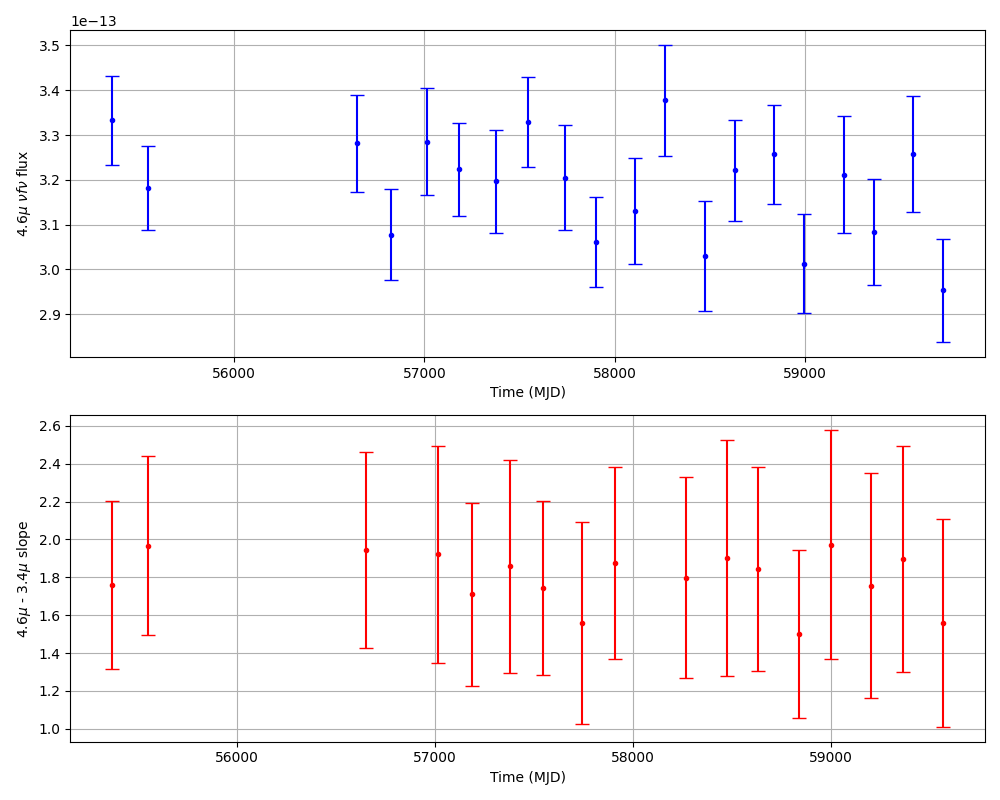 1e−13
3.5
3.4
3.3
3.2
3.1
3.0
2.9
4.6μ νfν flux
56000 57000 58000 59000
Time (MJD)
2.6
2.4
2.2
2.0
1.8
1.6
1.4
1.2
1.0
4.6μ - 3.4μ slope
56000 57000 58000 59000
Time (MJD)